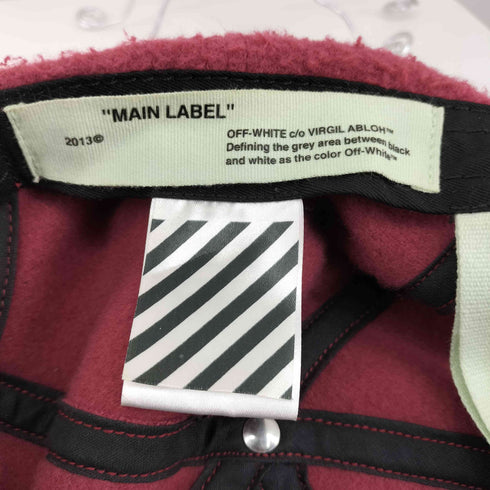 "MAIN LABEL"
2013©
OFF-WHITE c/o VIRGIL ABLOH™
Defining the grey area between black
and white as the color Off-White™